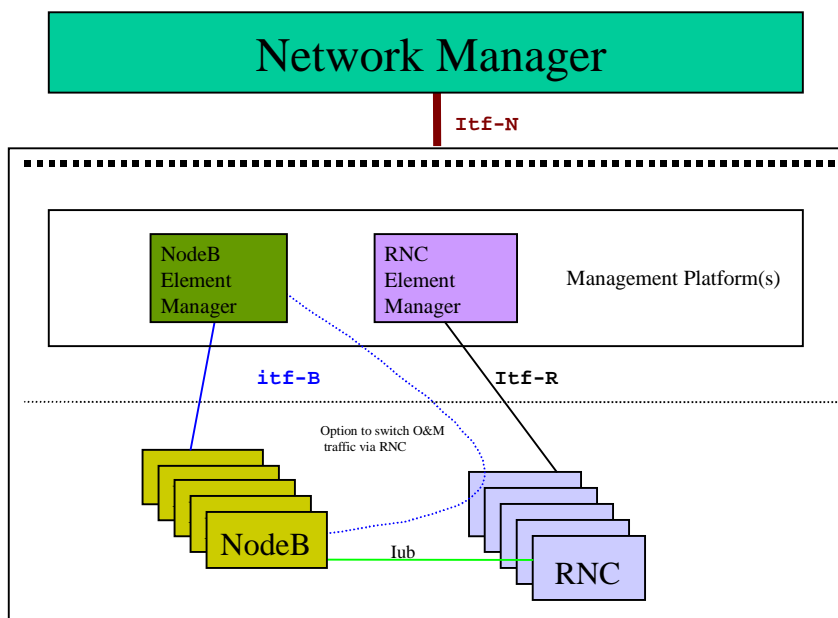 Network Manager
Itf-N
NodeB
Element
Manager
RNC
Element
Manager
Management Platform(s)
itf-B
Itf-R
Option to switch O&M
traffic via RNC
NodeB
Iub
RNC